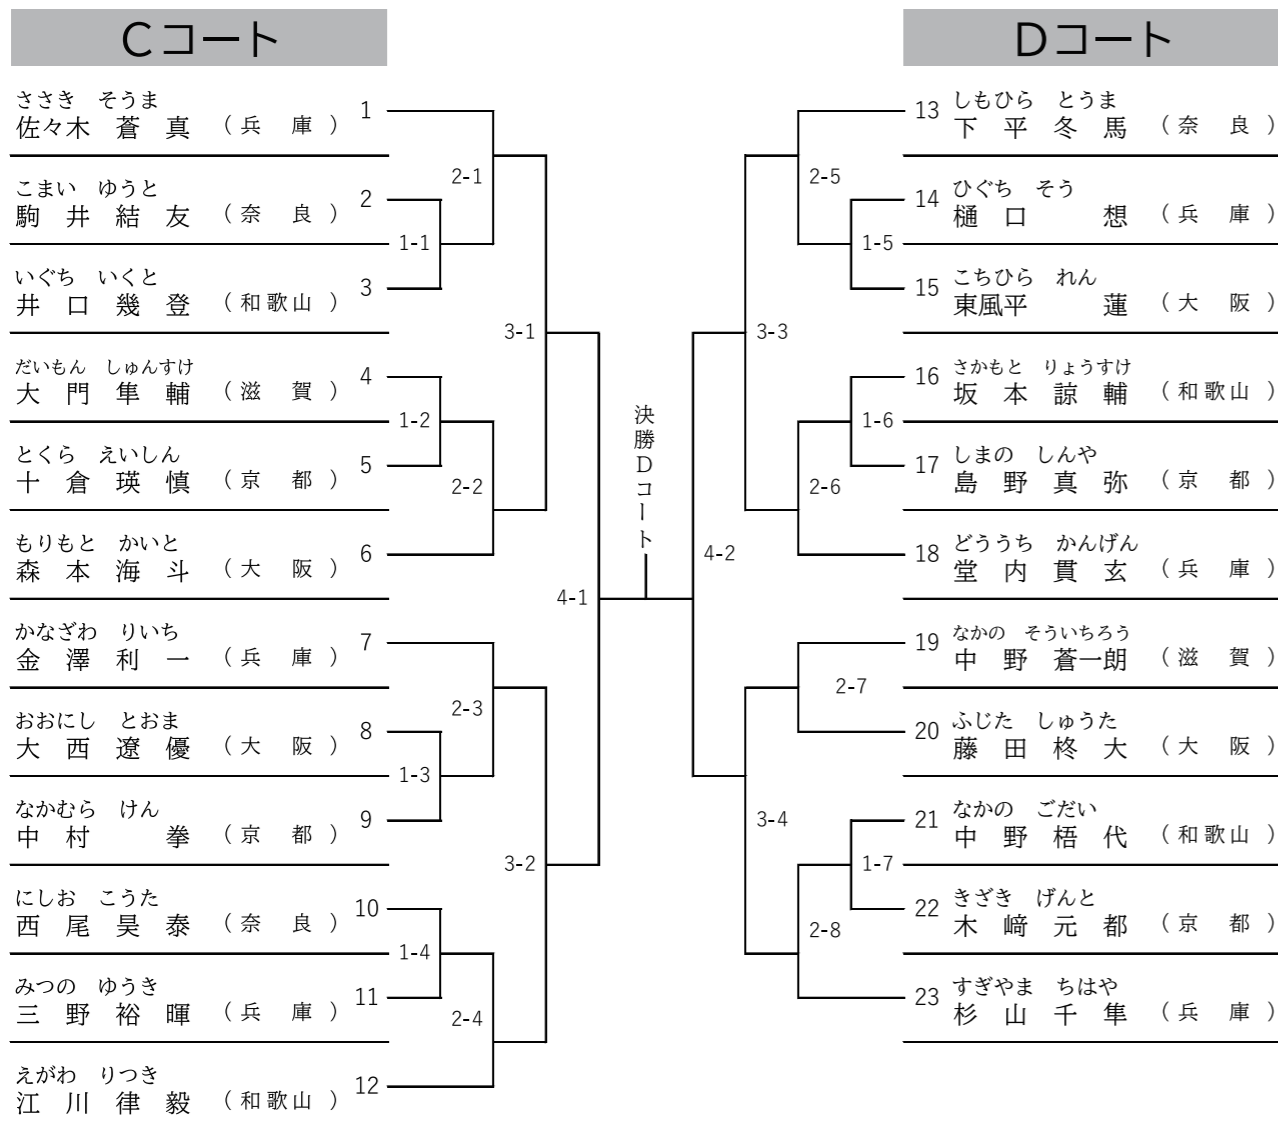 Cコート
ささき そうま
佐々木 蒼 真 （兵 庫） 1
こまい ゆうと
駒 井 結 友 （奈 良） 2
いぐち いくと
井 口 幾 登 （和歌山） 3
だいもん しゅんすけ
大 門 隼 輔 （滋 賀） 4
とくら えいしん
十 倉 瑛 慎 （京 都） 5
もりもと かいと
森 本 海 斗 （大 阪） 6
かなざわ りいち
金 澤 利 一 （兵 庫） 7
おおにし とおま
大 西 遼 優 （大 阪） 8
なかむら けん
中 村 拳 （京 都） 9
にしお こうた
西 尾 昊 泰 （奈 良） 10
みつの ゆうき
三 野 裕 暉 （兵 庫） 11
えがわ りつき
江 川 律 毅 （和歌山） 12
1-1
1-2
1-3
1-4
2-1
2-2
2-3
2-4
3-1
3-2
4-1
決勝Dコート
4-2
3-3
3-4
2-5
2-6
2-7
2-8
1-5
1-6
1-7
Dコート
しもひら とうま
13 下 平 冬 馬 （奈 良）
ひぐち そう
14 樋 口 想 （兵 庫）
こちひら れん
15 東風平 蓮 （大 阪）
さかもと りょうすけ
16 坂 本 諒 輔 （和歌山）
しまの しんや
17 島 野 真 弥 （京 都）
どううち かんげん
18 堂 内 貫 玄 （兵 庫）
なかの そういちろう
19 中 野 蒼一朗 （滋 賀）
ふじた しゅうた
20 藤 田 柊 大 （大 阪）
なかの ごだい
21 中 野 梧 代 （和歌山）
きざき げんと
22 木 﨑 元 都 （京 都）
すぎやま ちはや
23 杉 山 千 隼 （兵 庫）